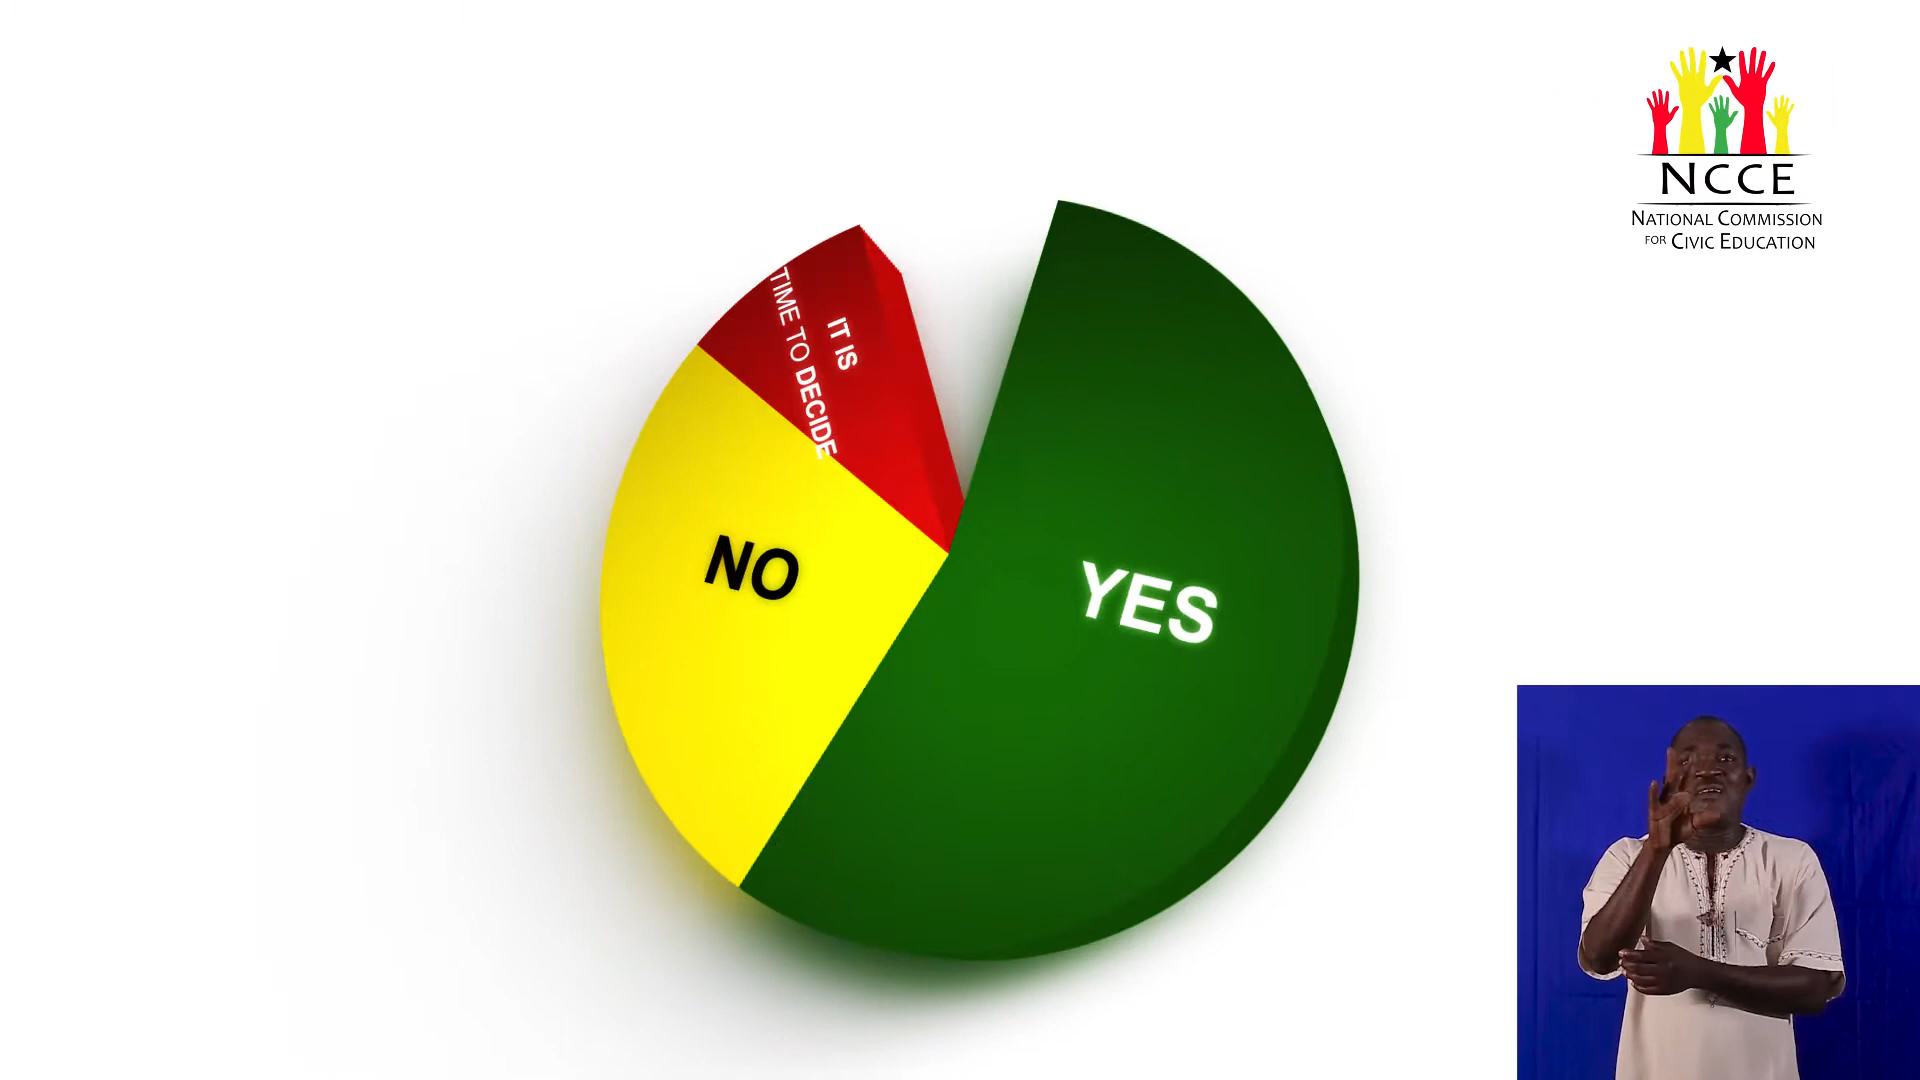 NCCE
NATIONAL COMMISSION
FOR CIVIC EDUCATION
IT IS
TIME TO DECIDE
NO
YES